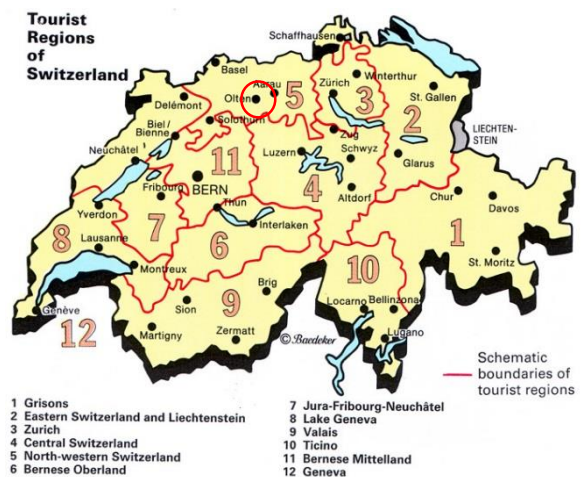 Tourist
Regions
of
Switzerland
Schaffhausen
Basel
Aarau
Olten
Zürich
Winterthur
St. Gallen
5
3
2
Delémont
Solothurn
Biel /
Bienne
Zug
LIECHTEN-
STEIN
Neuchâtel
11
Luzern
Schwyz
Glarus
Fribourg
BERN
4
Altdorf
Chur
Davos
Yverdon
Thun
7
Interlaken
8
6
1
Lausanne
St. Moritz
Montreux
10
Brig
9
Genève
Sion
Locarno
Bellinzona
12
Martigny
Zermatt
© Baedeker
Lugano
Schematic
boundaries of
tourist regions
1 Grisons
2 Eastern Switzerland and Liechtenstein
3 Zurich
4 Central Switzerland
5 North-western Switzerland
6 Bernese Oberland
7 Jura-Fribourg-Neuchâtel
8 Lake Geneva
9 Valais
10 Ticino
11 Bernese Mittelland
12 Geneva